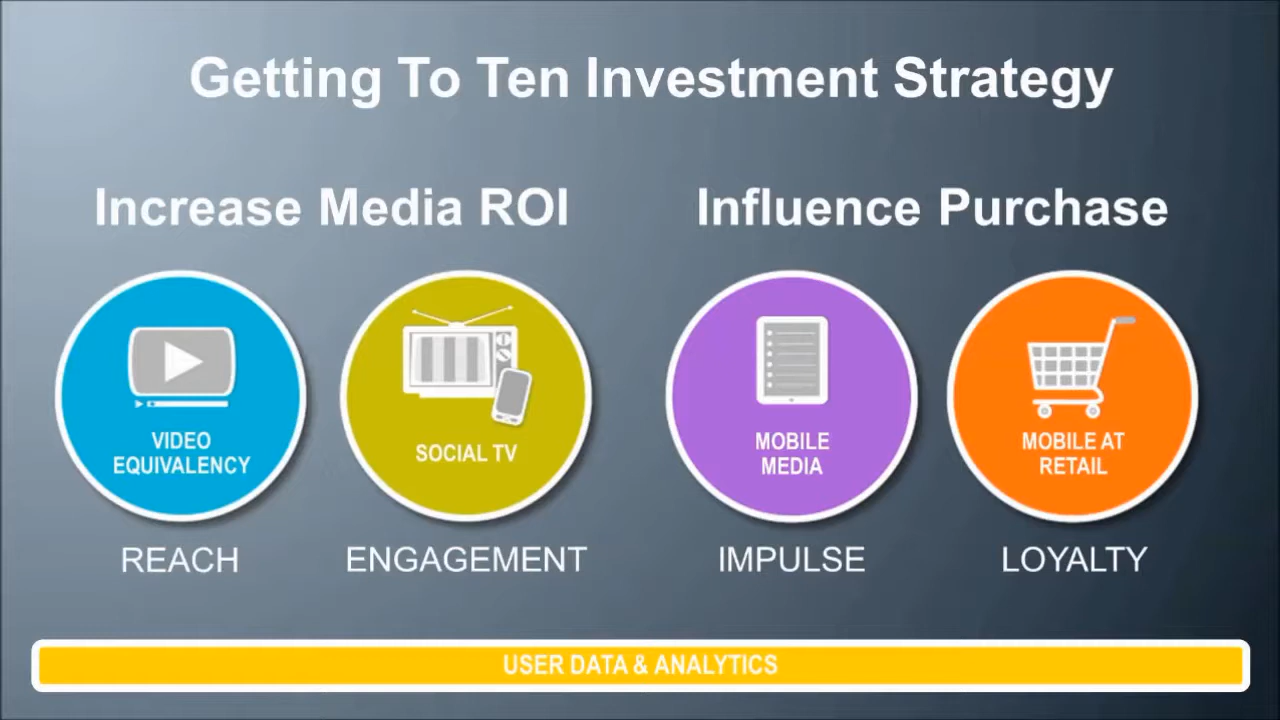 Getting To Ten Investment Strategy
Increase Media ROI
Influence Purchase
VIDEO
EQUIVALENCY
SOCIAL TV
MOBILE
MEDIA
MOBILE AT
RETAIL
REACH
ENGAGEMENT
IMPULSE
LOYALTY
USER DATA & ANALYTICS